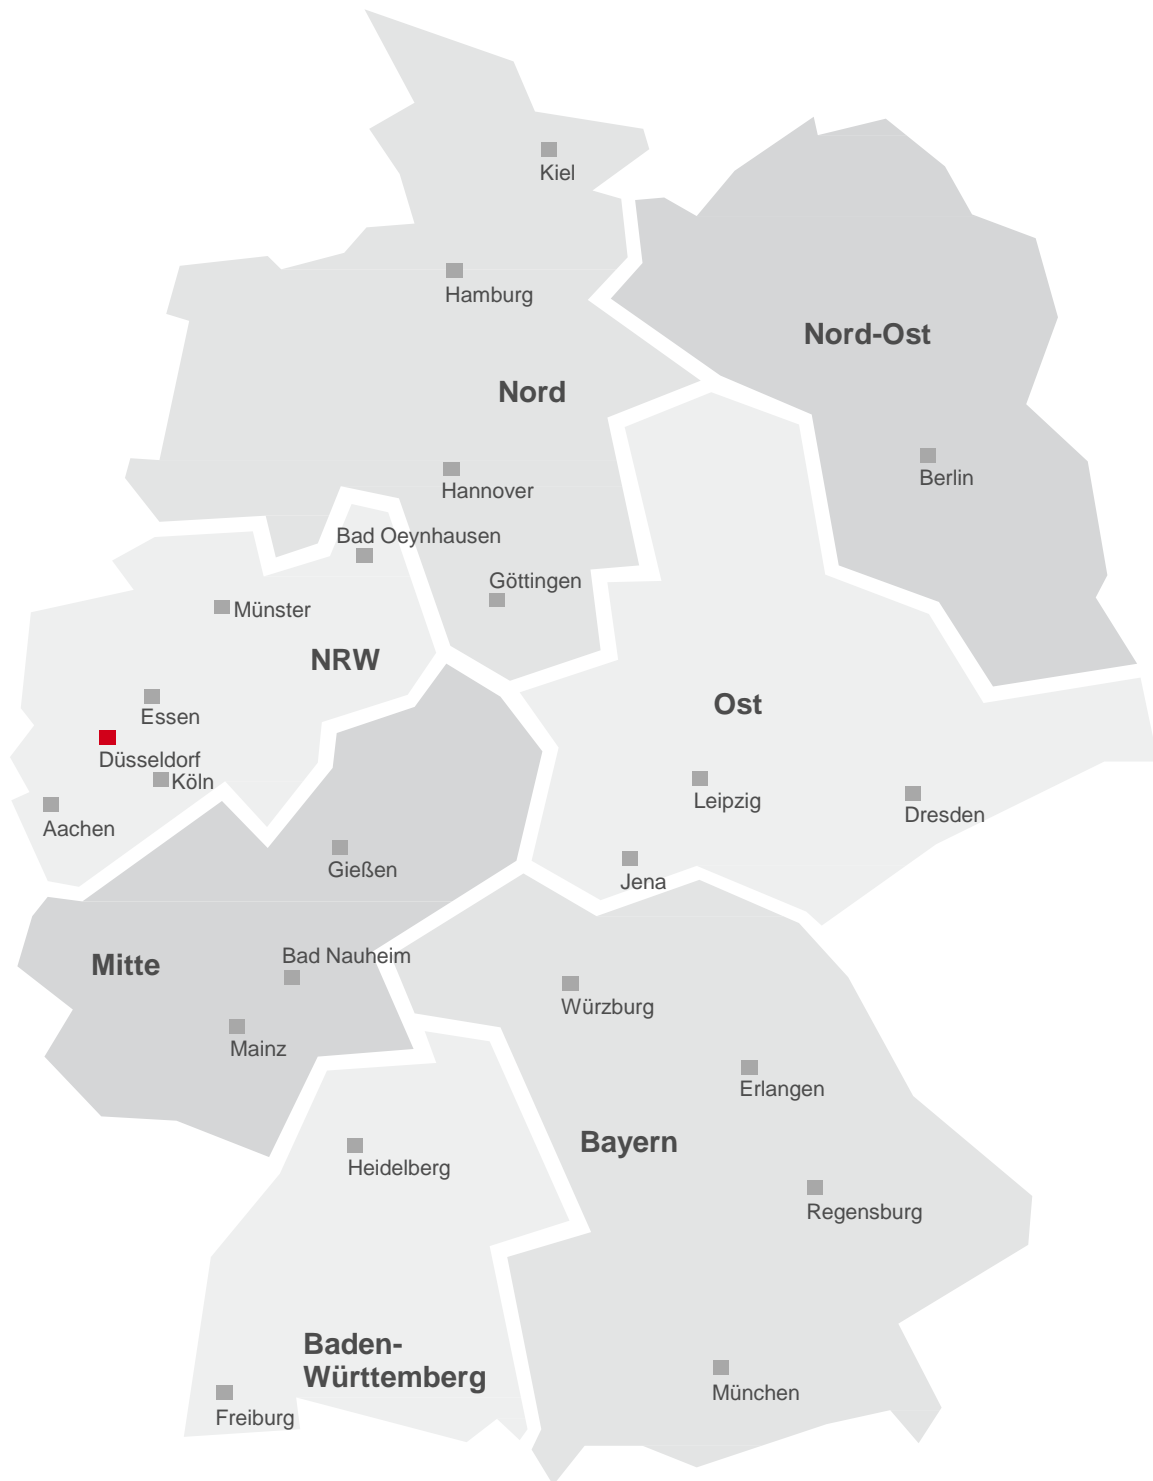 Kiel
Hamburg
Nord-Ost
Nord
Berlin
Hannover
Bad Oeynhausen
Göttingen
Münster
NRW
Ost
Essen
Düsseldorf
Köln
Leipzig
Dresden
Aachen
Gießen
Jena
Bad Nauheim
Mitte
Würzburg
Mainz
Erlangen
Bayern
Heidelberg
Regensburg
Baden-
Württemberg
München
Freiburg